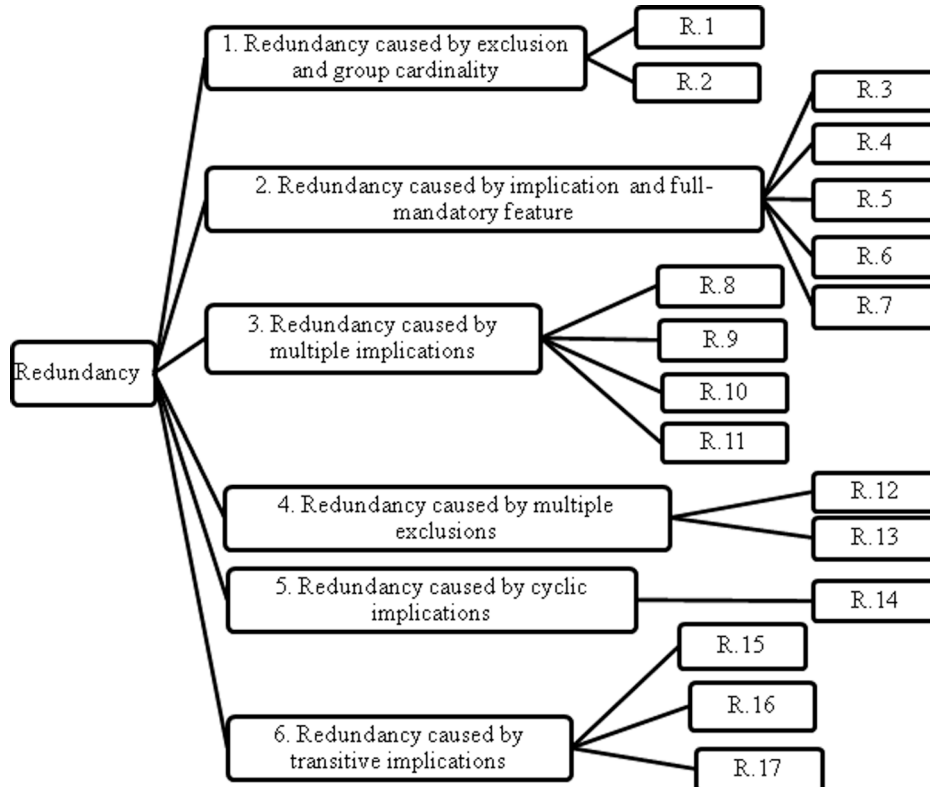 Redundancy
1. Redundancy caused by exclusion
and group cardinality
R.1
R.2
2. Redundancy caused by implication and full-
mandatory feature
R.3
R.4
R.5
R.6
R.7
3. Redundancy caused by
multiple implications
R.8
R.9
R.10
R.11
4. Redundancy caused by multiple
exclusions
R.12
R.13
5. Redundancy caused by cyclic
implications
R.14
6. Redundancy caused by
transitive implications
R.15
R.16
R.17